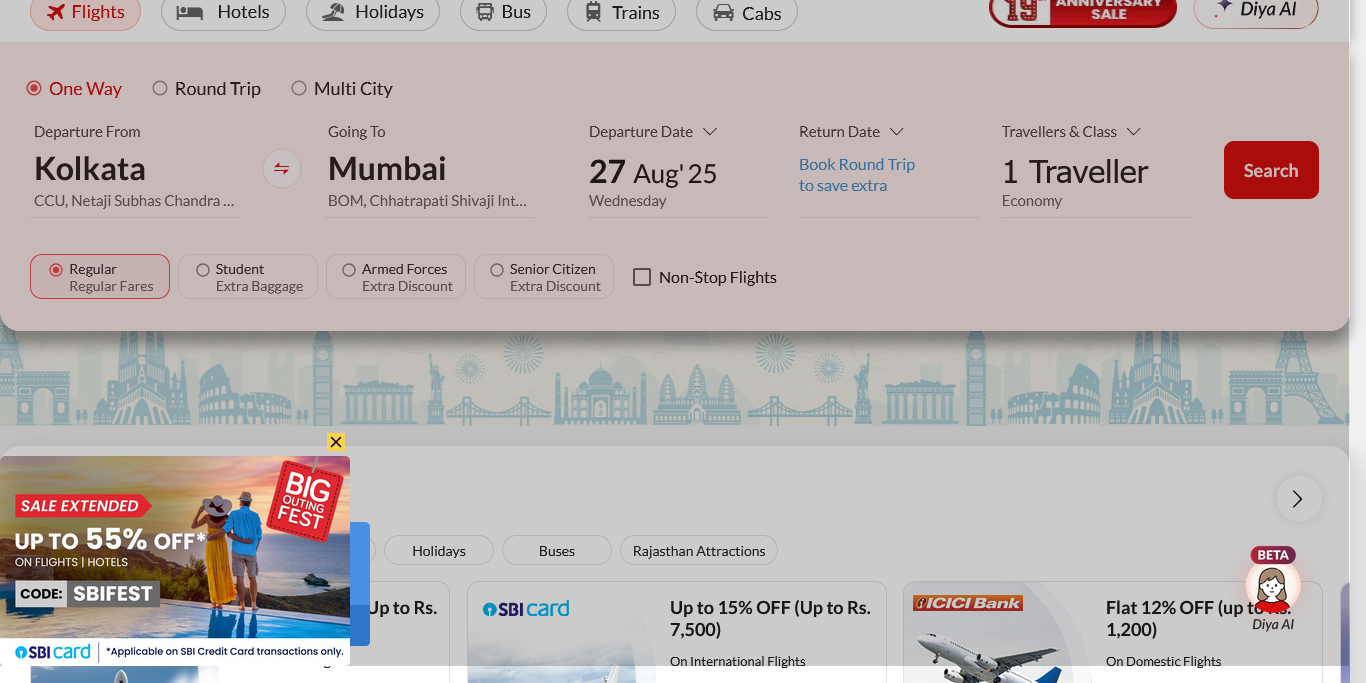 Flights
Hotels
Holidays
Bus
Trains
Cabs
19
ANNIVERSARY
SALE
Diya AI
One Way
Round Trip
Multi City
Departure From
Going To
Departure Date
Return Date
Travellers & Class
Kolkata
Mumbai
27 Aug' 25
Book Round Trip
to save extra
1 Traveller
Search
CCU, Netaji Subhas Chandra ...
BOM, Chhatrapati Shivaji Int...
Wednesday
Economy
Regular
Regular Fares
Student
Extra Baggage
Armed Forces
Extra Discount
Senior Citizen
Extra Discount
Non-Stop Flights
BIG
OUTING
FEST
SALE EXTENDED
UP TO 55% OFF*
ON FLIGHTS | HOTELS
CODE: SBIFEST
SBI card
*Applicable on SBI Credit Card transactions only.
Holidays
Buses
Rajasthan Attractions
Up to Rs.
SBI card
Up to 15% OFF (Up to Rs.
7,500)
On International Flights
ICICI Bank
Flat 12% OFF (up to Rs.
1,200)
On Domestic Flights
BETA
Diya AI